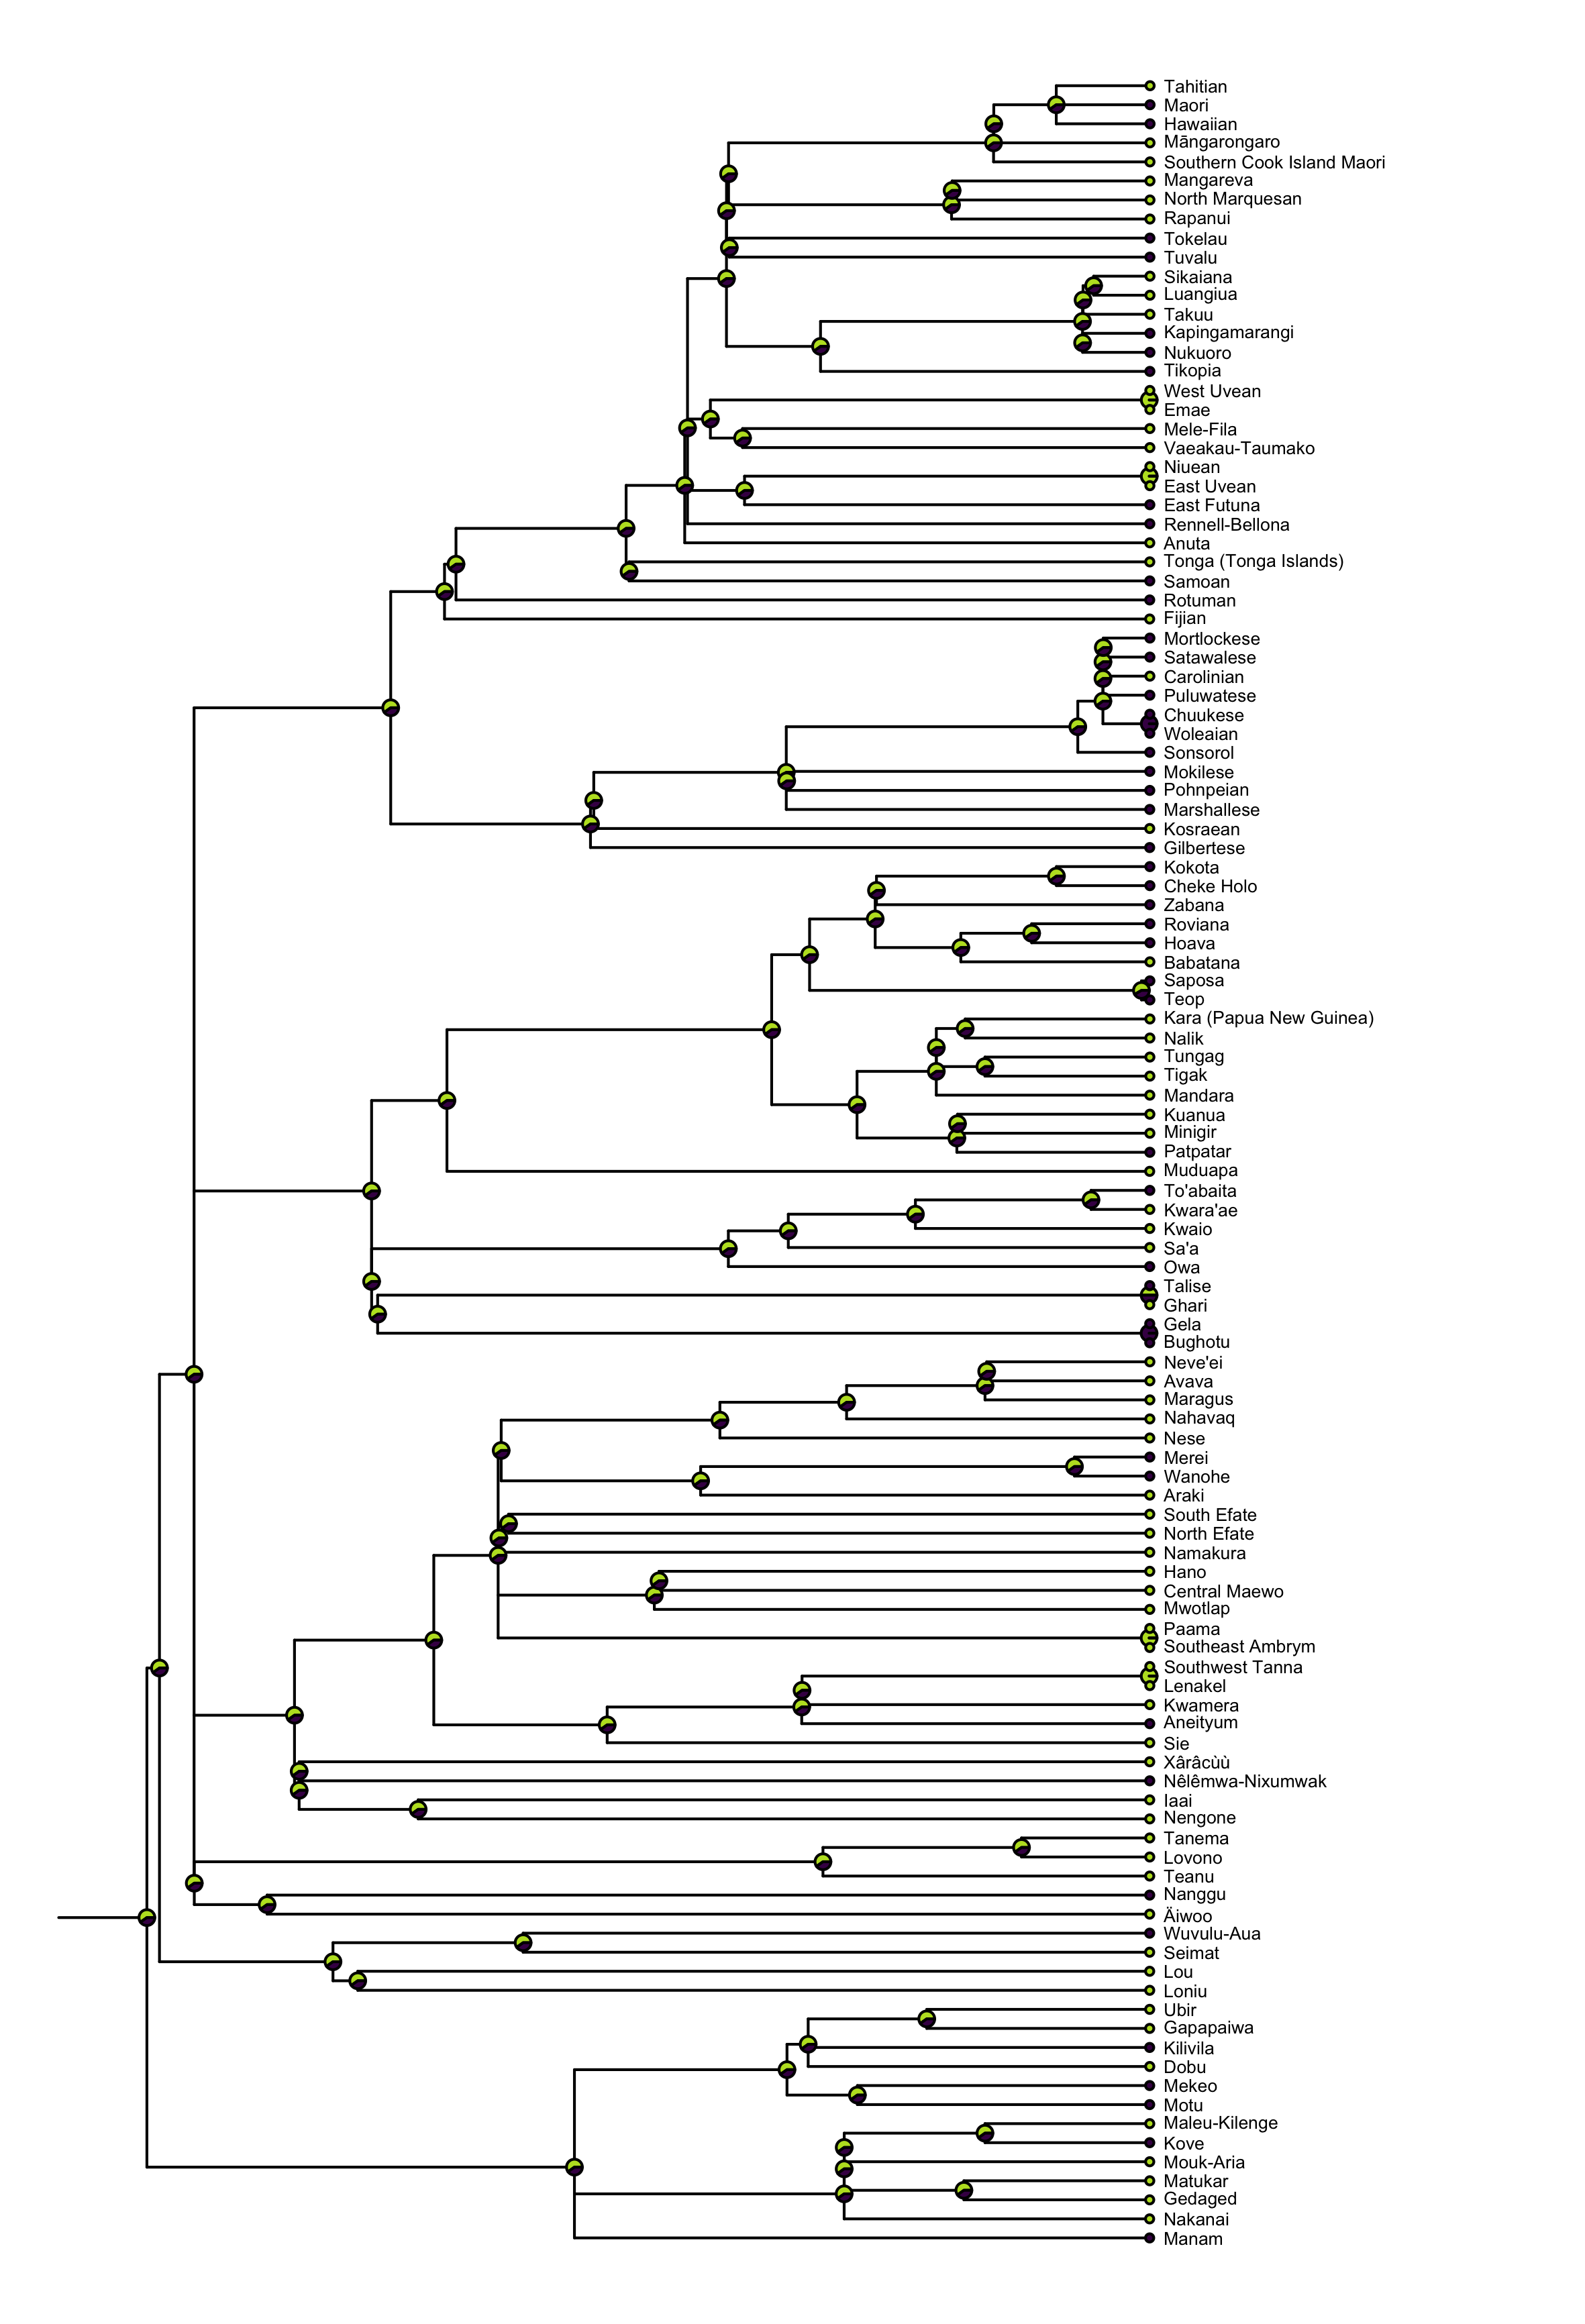 Tahitian
Maori
Hawaiian
Māngarongaro
Southern Cook Island Maori
Mangareva
North Marquesan
Rapanui
Tokelau
Tuvalu
Sikaiana
Luangiua
Takuu
Kapingamarangi
Nukuoro
Tikopia
West Uvean
Emae
Mele-Fila
Vaeakau-Taumako
Niuean
East Uvean
East Futuna
Rennell-Bellona
Anuta
Tonga (Tonga Islands)
Samoan
Rotuman
Fijian
Mortlockese
Satawalese
Carolinian
Puluwatese
Chuukese
Woleaian
Sonsorol
Mokilese
Pohnpeian
Marshallese
Kosraean
Gilbertese
Kokota
Cheke Holo
Zabana
Roviana
Hoava
Babatana
Saposa
Teop
Kara (Papua New Guinea)
Nalik
Tungag
Tigak
Mandara
Kuanua
Minigir
Patpatar
Muduapa
To'abaita
Kwara'ae
Kwaio
Sa'a
Owa
Talise
Ghari
Gela
Bughotu
Neve'ei
Avava
Maragus
Nahavaq
Nese
Merei
Wanohe
Araki
South Efate
North Efate
Namakura
Hano
Central Maewo
Mwotlap
Paama
Southeast Ambrym
Southwest Tanna
Lenakel
Kwamera
Aneityum
Sie
Xârâcùù
Nêlêmwa-Nixumwak
Iaai
Nengone
Tanema
Lovono
Teanu
Nanggu
Äiwoo
Wuvulu-Aua
Seimat
Lou
Loniu
Ubir
Gapapaiwa
Kilivila
Dobu
Mekeo
Motu
Maleu-Kilenge
Kove
Mouk-Aria
Matukar
Gedaged
Nakanai
Manam